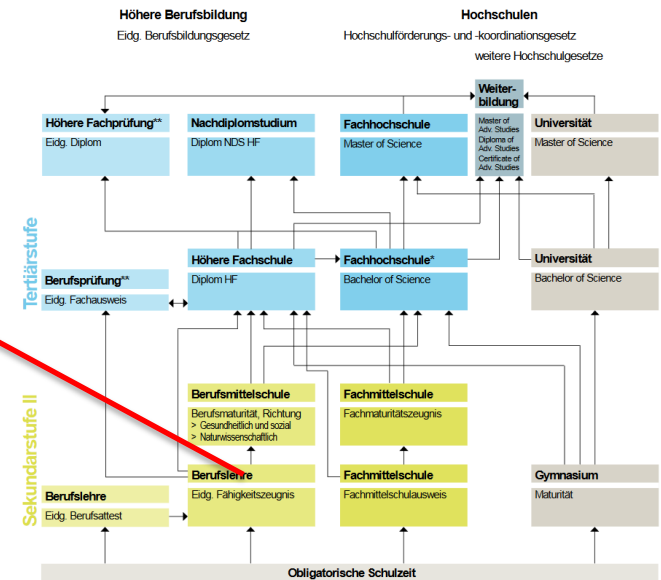 Höhere Berufsbildung
Eidg. Berufsbildungsgesetz
Hochschulen
Hochschulförderungs- und -koordinationsgesetz
weitere Hochschulgesetze
Weiter-
bildung
Master of
Adv. Studies
Diploma of
Adv. Studies
Certificate of
Adv. Studies
Höhere Fachprüfung**
Eidg. Diplom
Nachdiplomstudium
Diplom NDS HF
Fachhochschule
Master of Science
Universität
Master of Science
Tertiärstufe
Berufsprüfung**
Eidg. Fachausweis
Höhere Fachschule
Diplom HF
Fachhochschule*
Bachelor of Science
Universität
Bachelor of Science
Sekundarstufe II
Berufsmittelschule
Berufsmaturität, Richtung
> Gesundheitlich und sozial
> Naturwissenschaftlich
Fachmittelschule
Fachmaturitätszeugnis
Berufslehre
Eidg. Berufsattest
Berufslehre
Eidg. Fähigkeitszeugnis
Fachmittelschule
Fachmittelschulausweis
Gymnasium
Maturität
Obligatorische Schulzeit